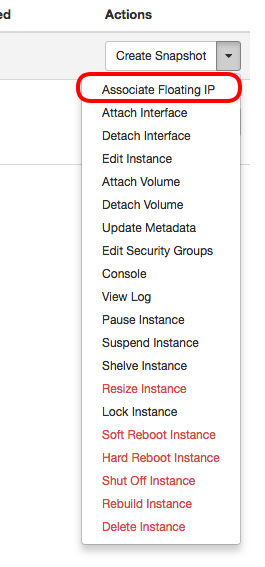 ed Actions
Create Snapshot
Associate Floating IP
Attach Interface
Detach Interface
Edit Instance
Attach Volume
Detach Volume
Update Metadata
Edit Security Groups
Console
View Log
Pause Instance
Suspend Instance
Shelve Instance
Resize Instance
Lock Instance
Soft Reboot Instance
Hard Reboot Instance
Shut Off Instance
Rebuild Instance
Delete Instance